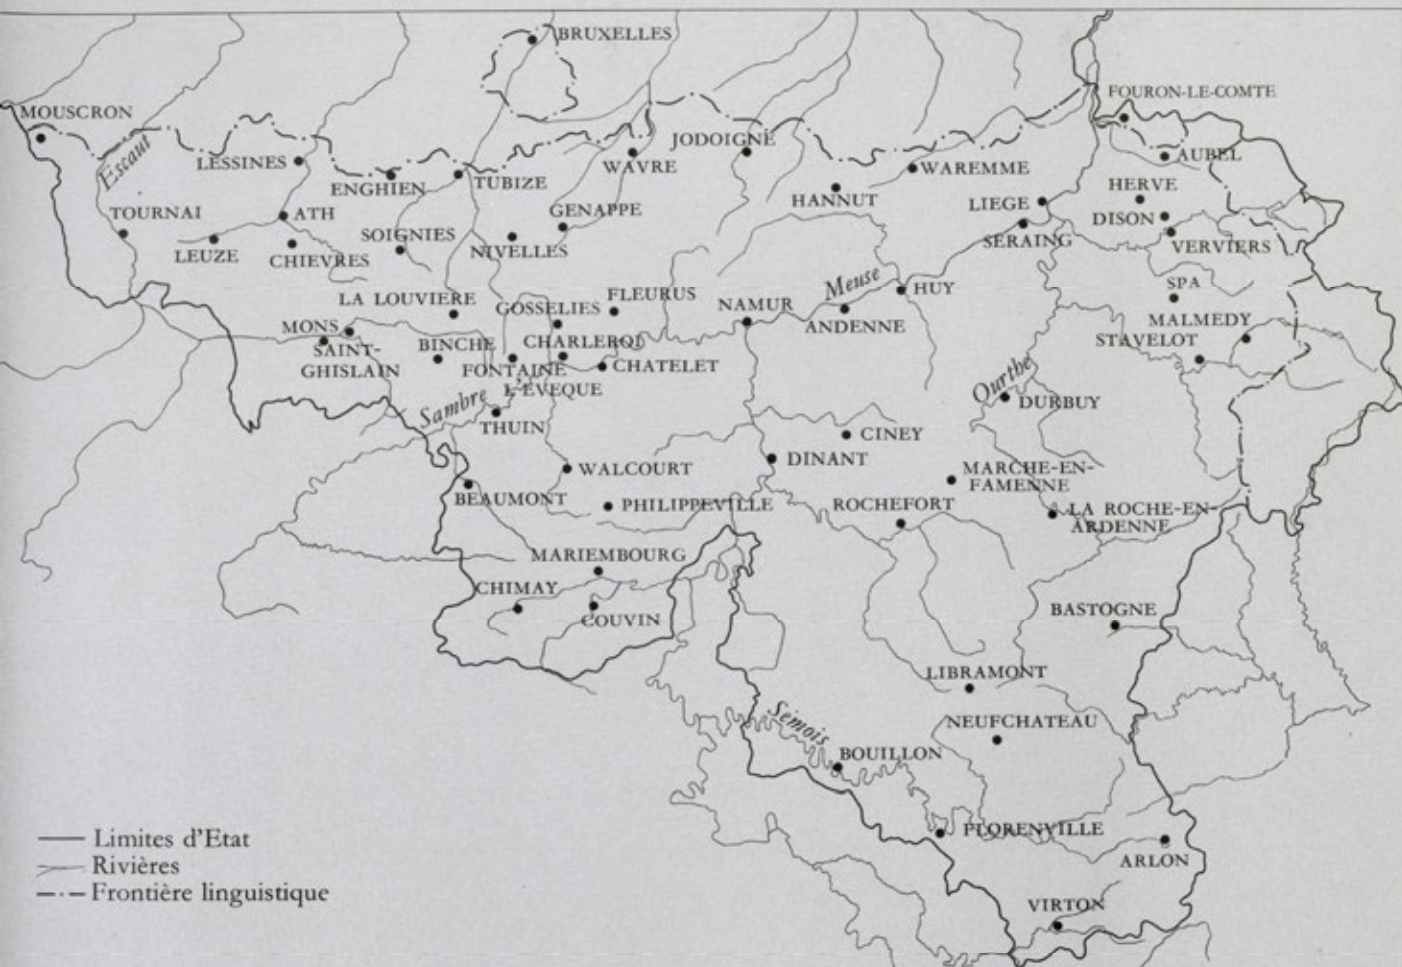 BRUXELLES
FOURON-LE-COMTE
MOUSCRON
JODOIGNE
Escaut
LESSINES
WAVRE
AUBEL
WAREMME
ENGHIEN
TUBIZE
HERVE
HANNUT
LIEGE
TOURNAI
ATH
GENAPPE
DISON
SOIGNIES
SERAING
VERVIERS
LEUZE
CHIEVRES
NIVELLES
Meuse
HUY
SPA
LA LOUVIERE
FLEURUS
GOSSELIES
NAMUR
MALMEDY
MONS
ANDENNE
STAVELOT
SAINT-
GHISLAIN
BINCHE
CHARLEROI
FONTAINE
L'EVEQUE
CHATELET
Ourthe
DURBUY
Sambre
THUIN
CINEY
DINANT
WALCOURT
MARCHE-EN-
FAMENNE
BEAUMONT
PHILIPPEVILLE
ROCHEFORT
LA ROCHE-EN-
ARDENNE
MARIEMBOURG
CHIMAY
COUVIN
BASTOGNE
LIBRAMONT
Semois
NEUFCHATEAU
BOUILLON
FLORENVILLE
ARLON
VIRTON
Limites d'Etat
Rivières
Frontière linguistique